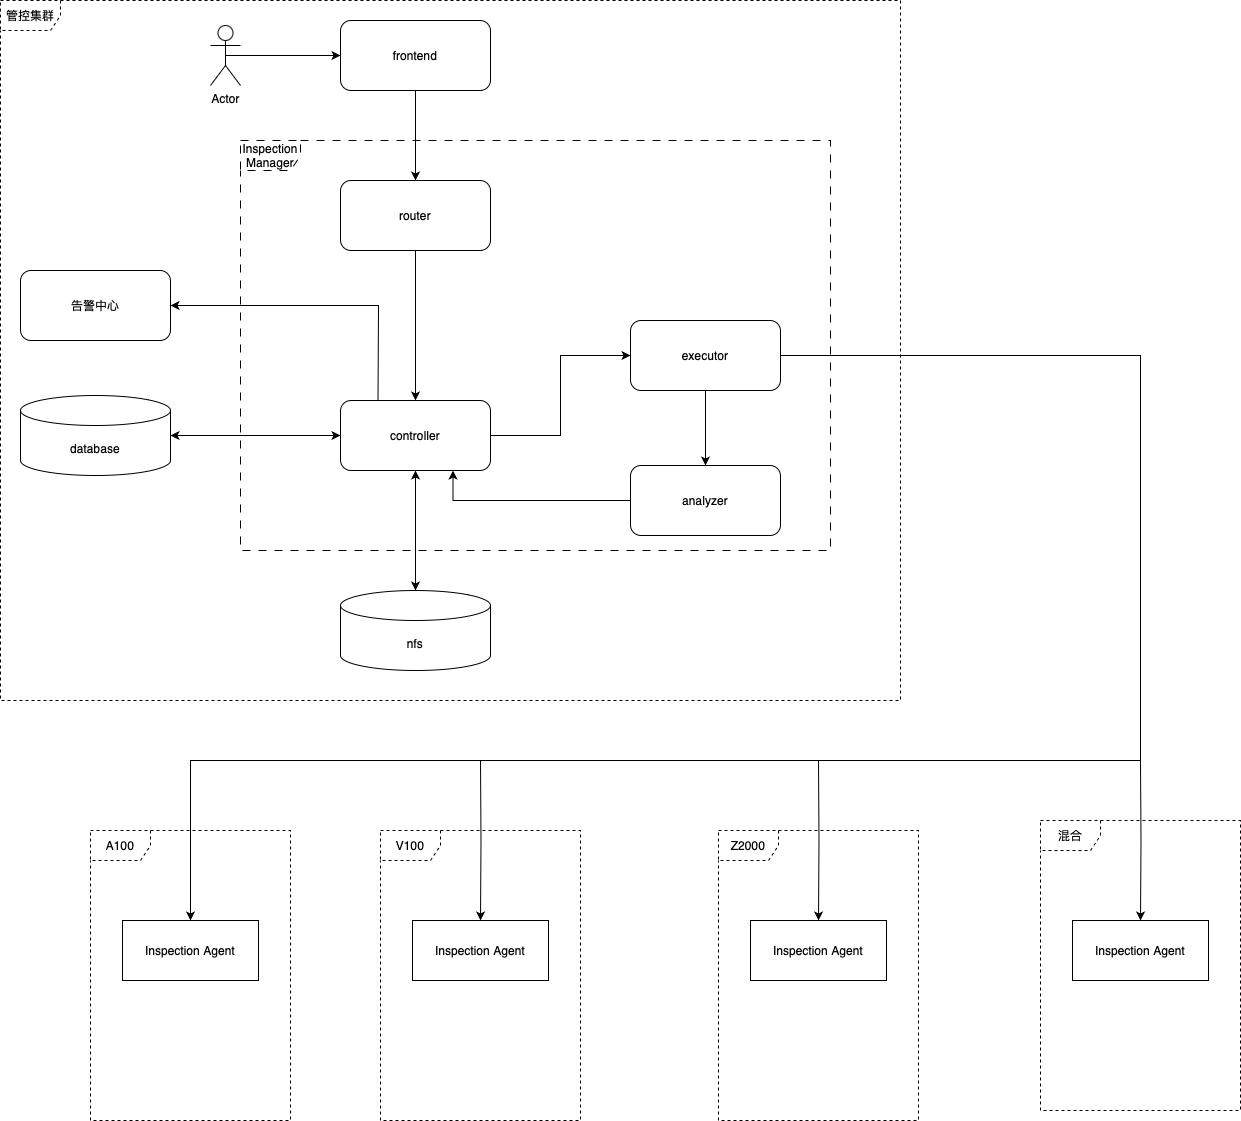 管控集群
Actor
frontend
Inspection
Manager
router
告警中心
executor
database
controller
analyzer
nfs
A100
V100
Z2000
混合
Inspection Agent
Inspection Agent
Inspection Agent
Inspection Agent